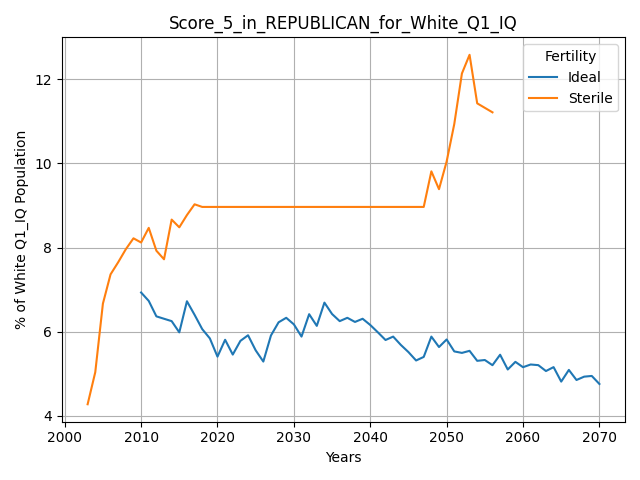 Score_5_in_REPUBLICAN_for_White_Q1_IQ
% of White Q1_IQ Population
12
10
8
6
4
Fertility
Ideal
Sterile
2000 2010 2020 2030 2040 2050 2060 2070
Years